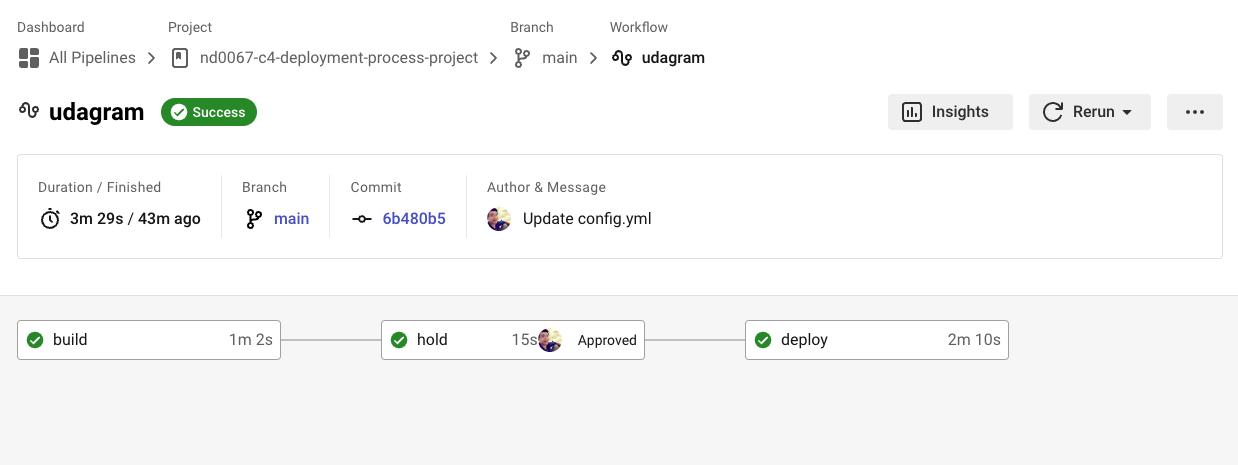 Dashboard Project Branch Workflow
All Pipelines nd0067-c4-deployment-process-project main udagram
udagram Success Insights Rerun
Duration / Finished Branch Commit Author & Message
3m 29s / 43m ago main 6b480b5 Update config.yml
build 1m 2s hold 15s Approved deploy 2m 10s